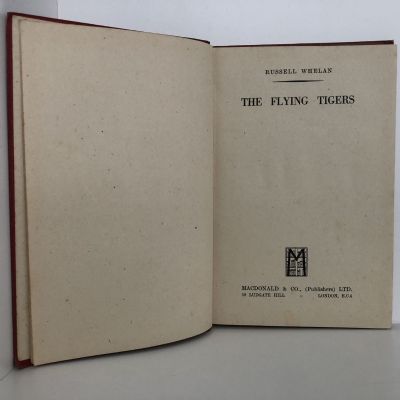 RUSSELL WHELAN
THE FLYING TIGERS
MACDONALD & CO., (Publishers) LTD.
19 LUDGATE HILL LONDON, E.C.4